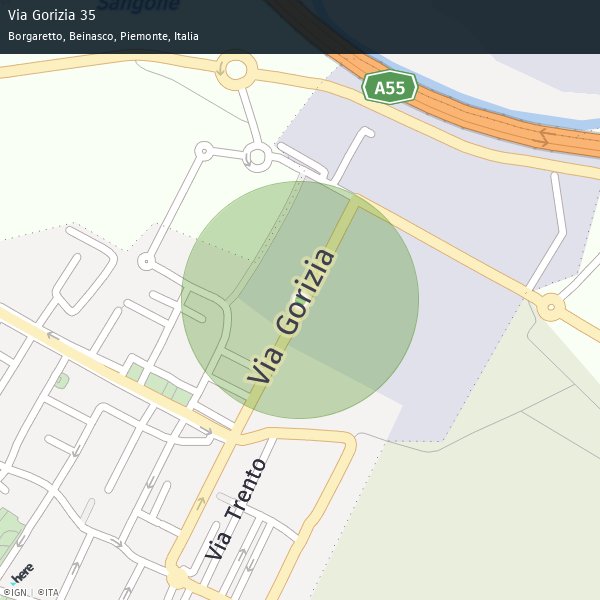 Via Gorizia 35
Borgaretto, Beinasco, Piemonte, Italia
Sangone
A55
Via Gorizia
Via Trento
here
©IGN | ©ITA